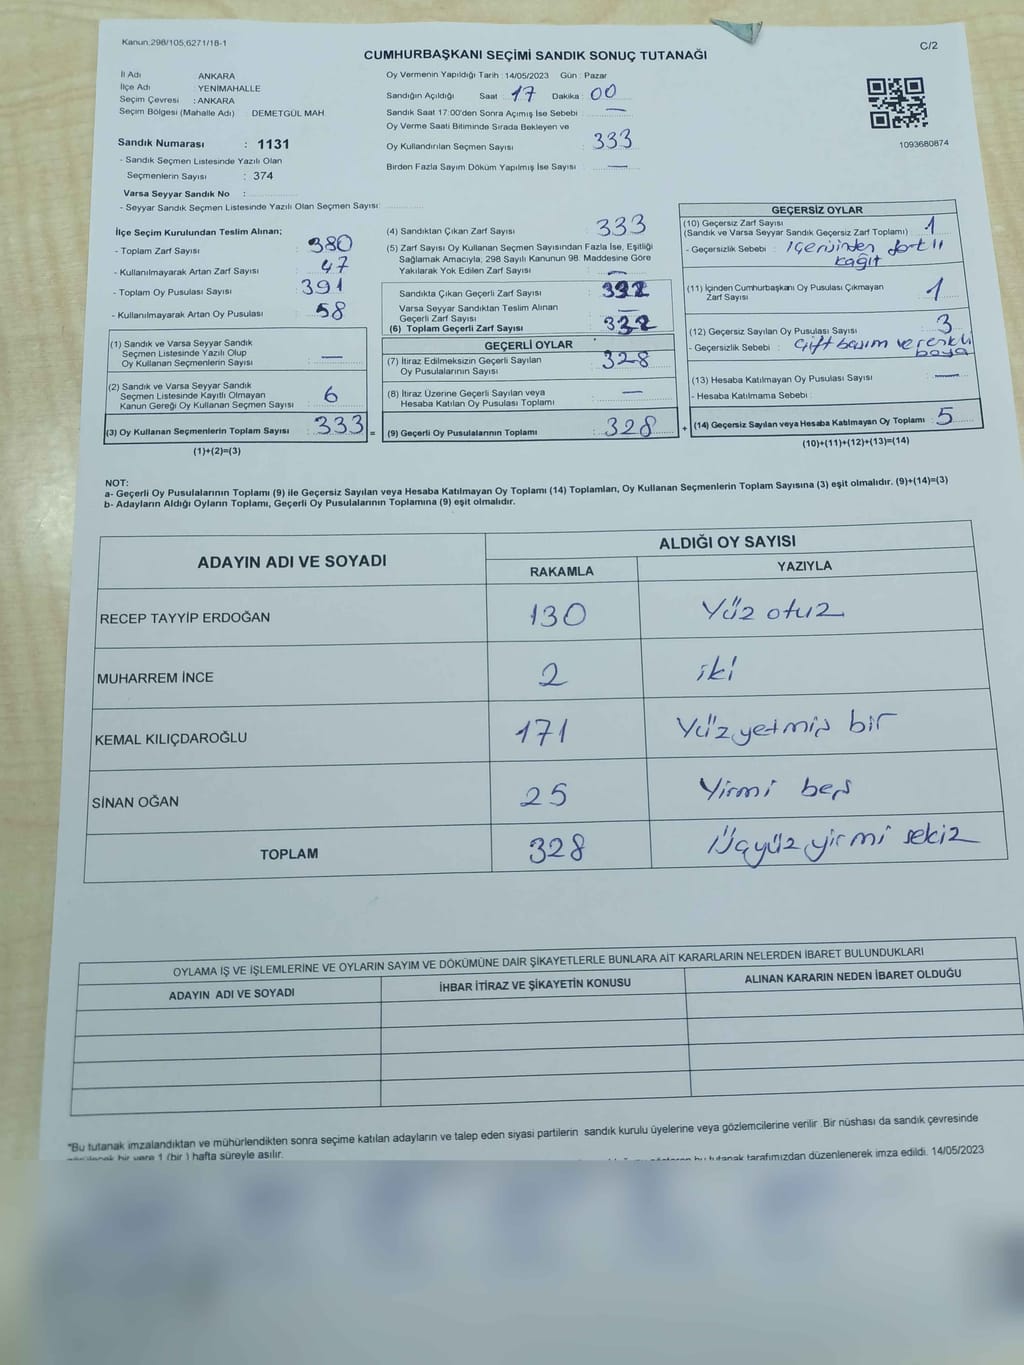 Kanun:298/105,6271/18-1
C/2
CUMHURBAŞKANI SEÇİMİ SANDIK SONUÇ TUTANAĞI
İl Adı ANKARA
İlçe Adı YENİMAHALLE
Seçim Çevresi : ANKARA
Seçim Bölgesi (Mahalle Adı) DEMETGÜL MAH
Sandık Numarası : 1131
- Sandık Seçmen Listesinde Yazılı Olan
Seçmenlerin Sayısı : 374
Varsa Seyyar Sandık No :
- Seyyar Sandık Seçmen Listesinde Yazılı Olan Seçmen Sayısı:
Oy Vermenin Yapıldığı Tarih : 14/05/2023 Gün : Pazar
Sandığın Açıldığı Saat 17 Dakika : 00
Sandık Saat 17:00'den Sonra Açımış İse Sebebi : —
Oy Verme Saati Bitiminde Sırada Bekleyen ve
Oy Kullandırılan Seçmen Sayısı : 333
Birden Fazla Sayım Döküm Yapılmış İse Sayısı : —
1093680874
İlçe Seçim Kurulundan Teslim Alınan;
- Toplam Zarf Sayısı : 380
- Kullanılmayarak Artan Zarf Sayısı : 47
- Toplam Oy Pusulası Sayısı : 391
- Kullanılmayarak Artan Oy Pusulası : 58
(1) Sandık ve Varsa Seyyar Sandık
Seçmen Listesinde Yazılı Olup
Oy Kullanan Seçmenlerin Sayısı : —
(2) Sandık ve Varsa Seyyar Sandık
Seçmen Listesinde Kayıtlı Olmayan
Kanun Gereği Oy Kullanan Seçmen Sayısı : 6
(3) Oy Kullanan Seçmenlerin Toplam Sayısı : 333 =
(1)+(2)=(3)
(4) Sandıktan Çıkan Zarf Sayısı : 333
(5) Zarf Sayısı Oy Kullanan Seçmen Sayısından Fazla İse, Eşitliği
Sağlamak Amacıyla, 298 Sayılı Kanunun 98. Maddesine Göre
Yakılarak Yok Edilen Zarf Sayısı : —
Sandıkta Çıkan Geçerli Zarf Sayısı : 332
Varsa Seyyar Sandıktan Teslim Alınan
Geçerli Zarf Sayısı : —
(6) Toplam Geçerli Zarf Sayısı : 332
GEÇERLİ OYLAR
(7) İtiraz Edilmeksizin Geçerli Sayılan
Oy Pusulalarının Sayısı : 328
(8) İtiraz Üzerine Geçerli Sayılan veya
Hesaba Katılan Oy Pusulası Toplamı : —
(9) Geçerli Oy Pusulalarının Toplamı : 328 +
GEÇERSİZ OYLAR
(10) Geçersiz Zarf Sayısı
(Sandık ve Varsa Seyyar Sandık Geçersiz Zarf Toplamı) : 1
- Geçersizlik Sebebi : İçerisinden
kağıt
(11) İçinden Cumhurbaşkanı Oy Pusulası Çıkmayan
Zarf Sayısı : 1
(12) Geçersiz Sayılan Oy Pusulası Sayısı : 3
- Geçersizlik Sebebi : Çift basım ve renkli
boya
(13) Hesaba Katılmayan Oy Pusulası Sayısı : —
- Hesaba Katılmama Sebebi
(14) Geçersiz Sayılan veya Hesaba Katılmayan Oy Toplamı : 5
(10)+(11)+(12)+(13)=(14)
NOT:
a- Geçerli Oy Pusulalarının Toplamı (9) ile Geçersiz Sayılan veya Hesaba Katılmayan Oy Toplamı (14) Toplamları, Oy Kullanan Seçmenlerin Toplam Sayısına (3) eşit olmalıdır. (9)+(14)=(3)
b- Adayların Aldığı Oyların Toplamı, Geçerli Oy Pusulalarının Toplamına (9) eşit olmalıdır.
ADAYIN ADI VE SOYADI ALDIĞI OY SAYISI
RAKAMLA YAZIYLA
RECEP TAYYİP ERDOĞAN 130 Yüz otuz
MUHARREM İNCE 2 iki
KEMAL KILIÇDAROĞLU 171 Yüz yetmiş bir
SİNAN OĞAN 25 Yirmi beş
TOPLAM 328 Üçyüz yirmi sekiz
OYLAMA İŞ VE İŞLEMLERİNE VE OYLARIN SAYIM VE DÖKÜMÜNE DAİR ŞİKAYETLERLE BUNLARA AİT KARARLARIN NELERDEN İBARET BULUNDUKLARI
ADAYIN ADI VE SOYADI İHBAR İTİRAZ VE ŞİKAYETİN KONUSU ALINAN KARARIN NEDEN İBARET OLDUĞU
"Bu tutanak imzalandıktan ve mühürlendikten sonra seçime katılan adayların ve talep eden siyasi partilerin sandık kurulu üyelerine veya gözlemcilerine verilir. Bir nüshası da sandık çevresinde
bir yere 1 (bir ) hafta süreyle asılır.
bu tutanak tarafımızdan düzenlenerek imza edildi. 14/05/2023